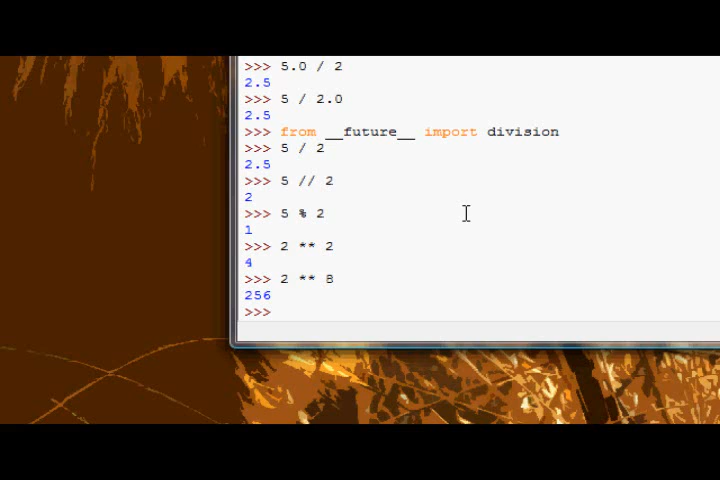 >>> 5.0 / 2
2.5
>>> 5 / 2.0
2.5
>>> from __future__ import division
>>> 5 / 2
2.5
>>> 5 // 2
2
>>> 5 % 2
1
>>> 2 ** 2
4
>>> 2 ** 8
256
>>>